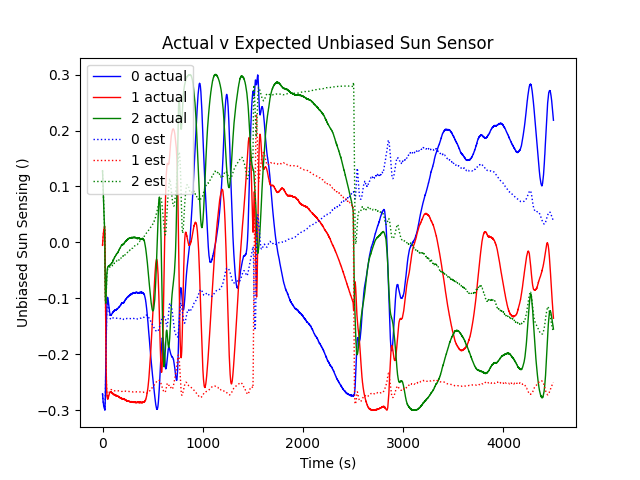 Actual v Expected Unbiased Sun Sensor
0 actual
1 actual
2 actual
0 est
1 est
2 est
Unbiased Sun Sensing ()
0.3
0.2
0.1
0.0
−0.1
−0.2
−0.3
0
1000
2000
3000
4000
Time (s)